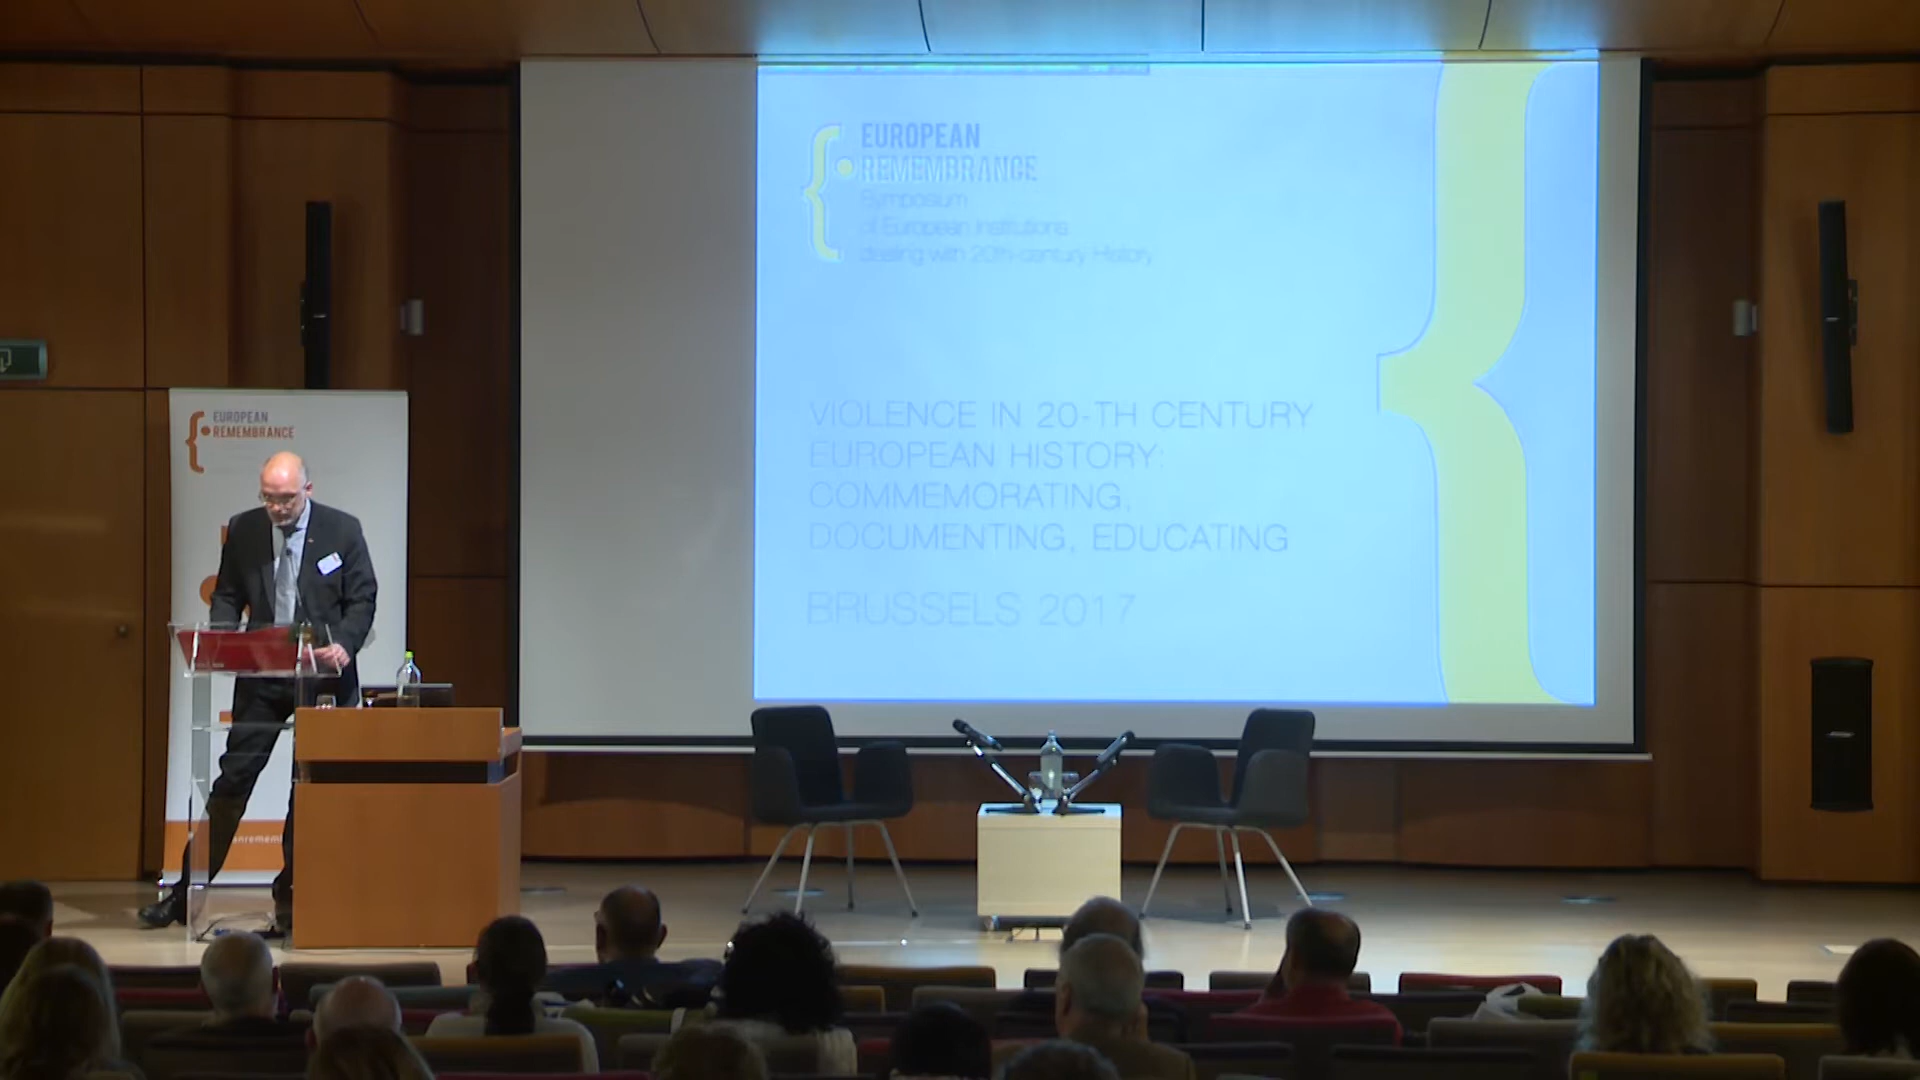 EUROPEAN
REMEMBRANCE
Symposium
of European Institutions
dealing with 20th-century History
VIOLENCE IN 20-TH CENTURY
EUROPEAN HISTORY:
COMMEMORATING,
DOCUMENTING, EDUCATING
BRUSSELS 2017
EUROPEAN
REMEMBRANCE